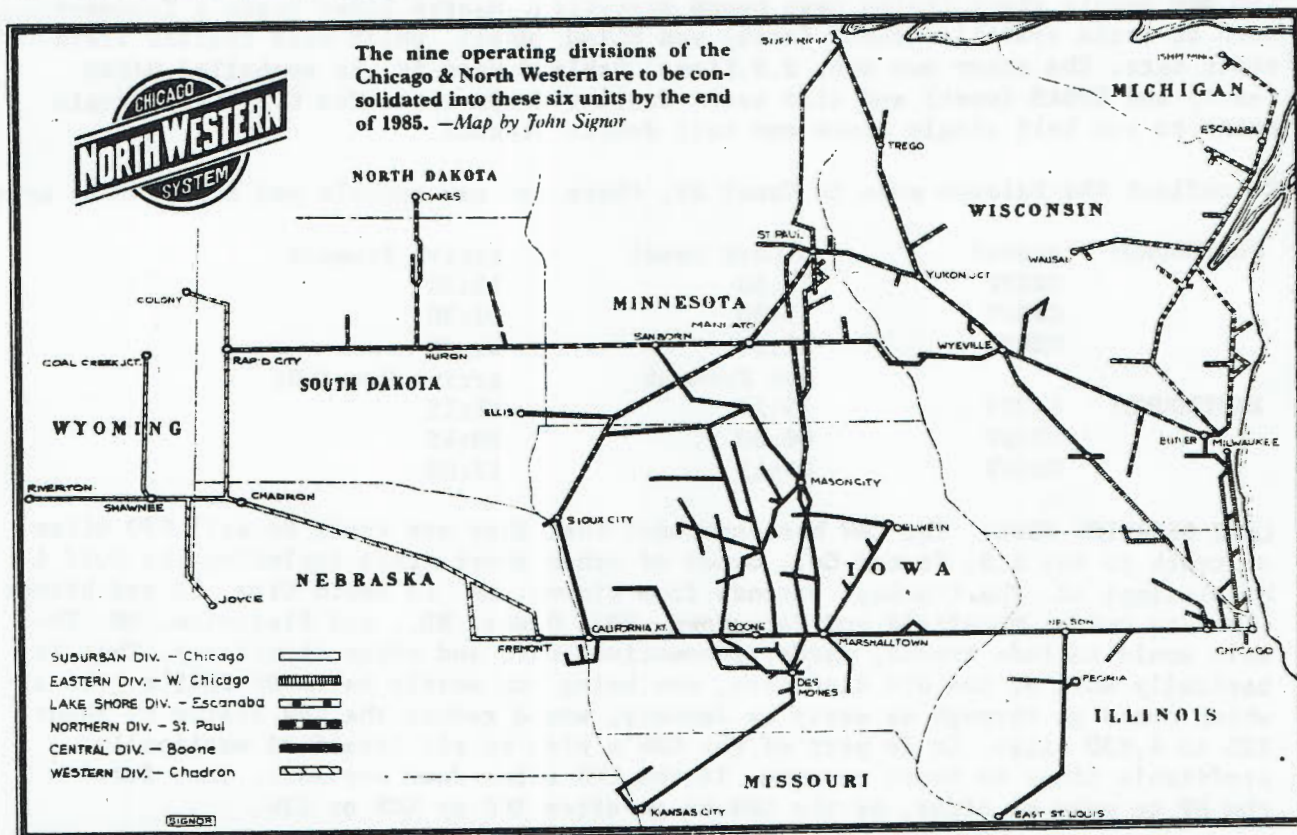 The nine operating divisions of the
Chicago & North Western are to be con-
solidated into these six units by the end
of 1985. —Map by John Signor
CHICAGO
NORTH WESTERN
SYSTEM
SUPERIOR
MICHIGAN
ESCANABA
TREGO
NORTH DAKOTA
OAKES
WISCONSIN
ST PAUL
WAUSAU
YUKON JCT.
COLONY
MINNESOTA
MANKATO
SANBORN
WYEVILLE
COAL CREEK JCT.
RAPID CITY
HURON
SOUTH DAKOTA
ELLIS
WYOMING
BUTLER
MILWAUKEE
MASON CITY
RIVERTON
SHAWNEE
CHADRON
SIOUX CITY
OELWEIN
NEBRASKA
IOWA
FREMONT
CALIFORNIA JCT.
BOONE
MARSHALLTOWN
NELSON
CHICAGO
DES
MOINES
PEORIA
ILLINOIS
SUBURBAN DIV. - Chicago
EASTERN DIV. - W. Chicago
LAKE SHORE DIV. - Escanaba
NORTHERN DIV. - St Paul
CENTRAL DIV. - Boone
WESTERN DIV. - Chadron
MISSOURI
SIGNOR
KANSAS CITY
EAST ST. LOUIS